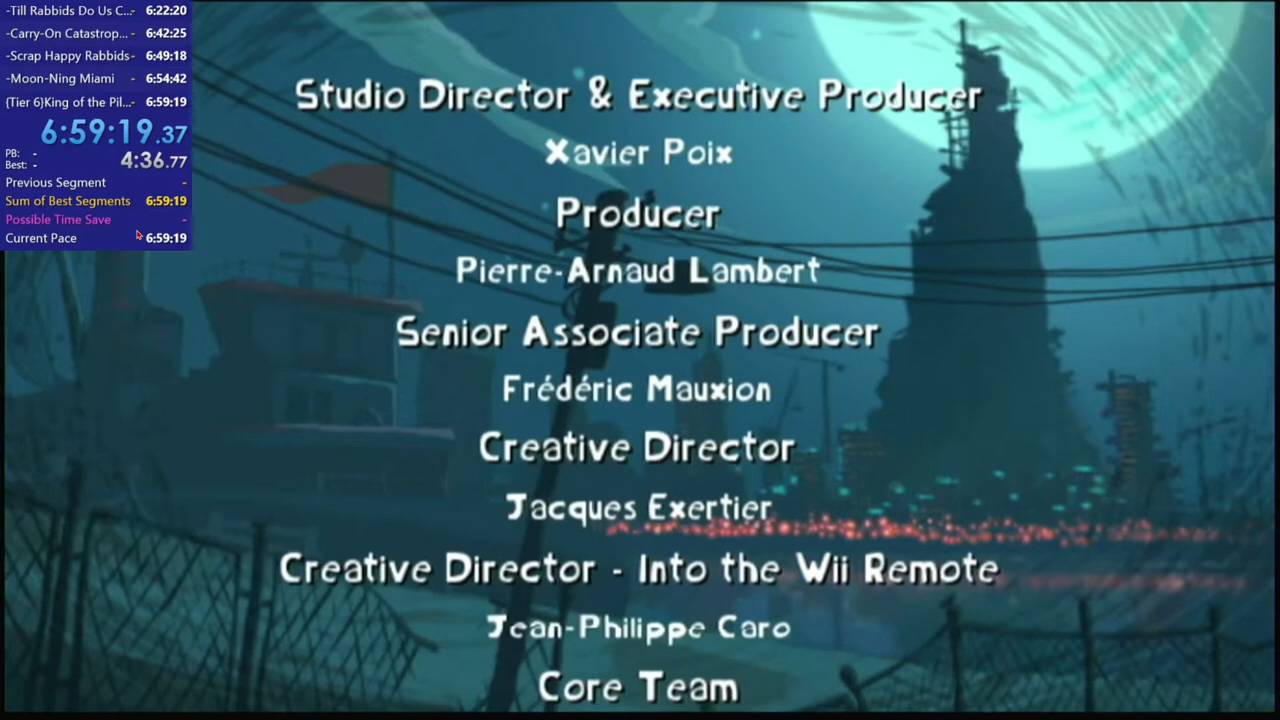 -Till Rabbids Do Us C... - 6:22:20
-Carry-On Catastrop... - 6:42:25
-Scrap Happy Rabbids - 6:49:18
-Moon-Ning Miami - 6:54:42
{Tier 6}King of the Pil... - 6:59:19
6:59:19.37
PB: -
Best: -
4:36.77
Previous Segment -
Sum of Best Segments 6:59:19
Possible Time Save -
Current Pace 6:59:19
Studio Director & Executive Producer
Xavier Poix
Producer
Pierre-Arnaud Lambert
Senior Associate Producer
Frédéric Mauxion
Creative Director
Jacques Exertier
Creative Director - Into the Wii Remote
Jean-Philippe Caro
Core Team